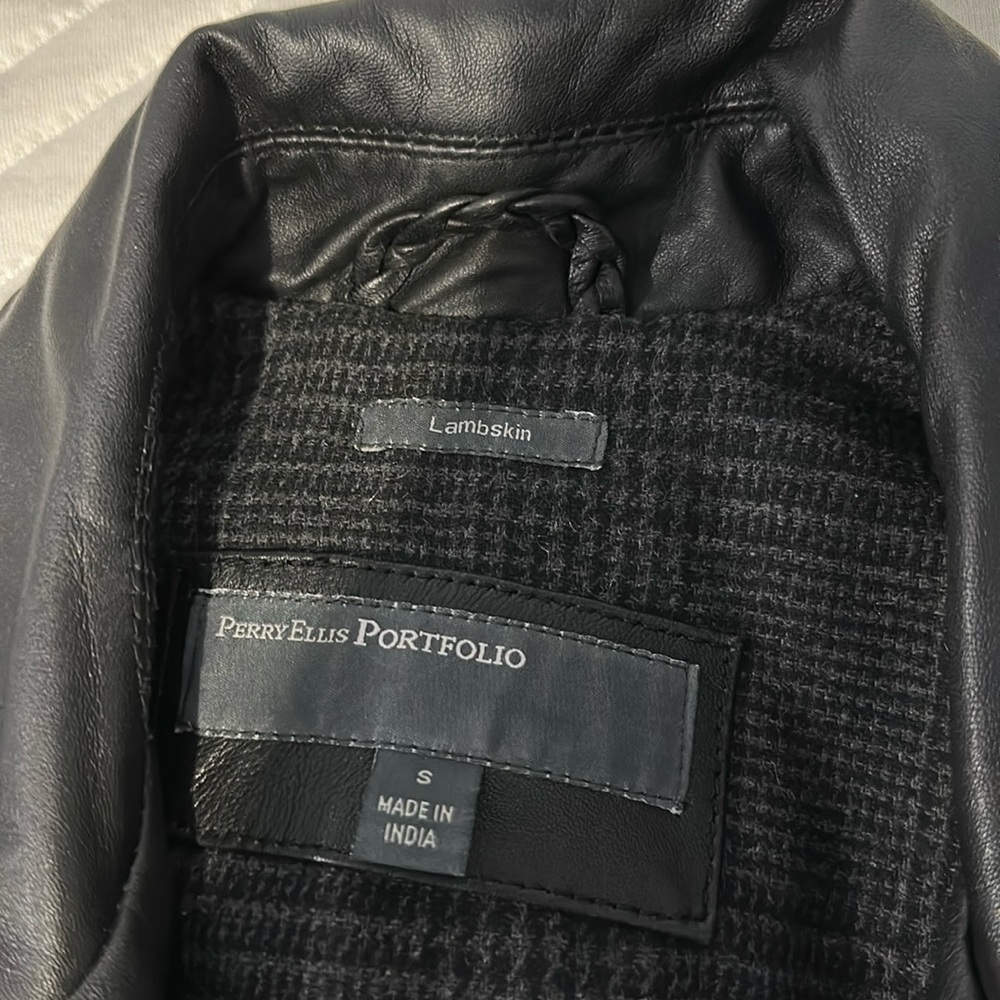 Lambskin
PERRY ELLIS PORTFOLIO
S
MADE IN
INDIA